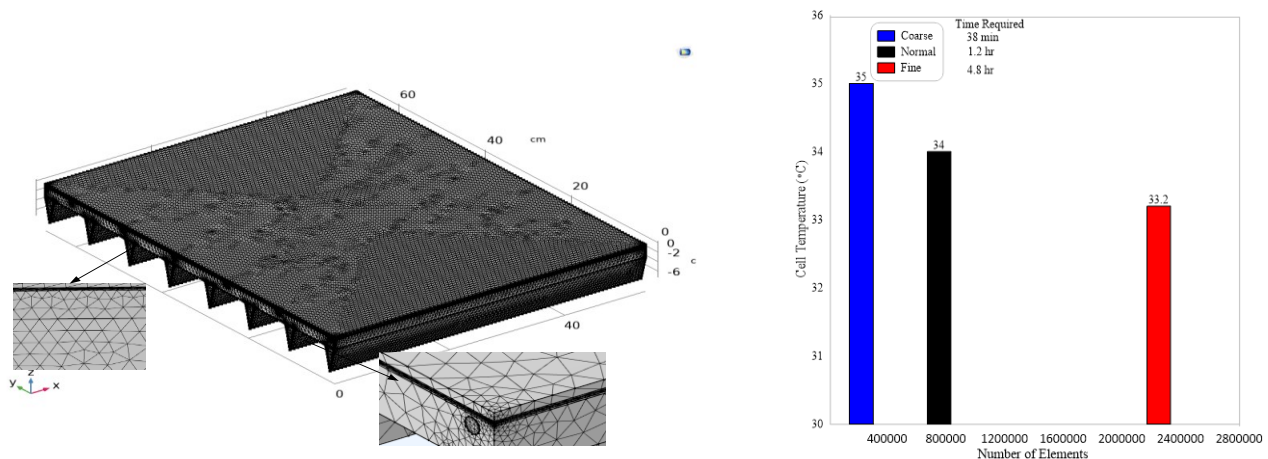 60
40
cm
20
0
0
-2
-6
c
40
0
z
y
x
36
35
34
33
32
31
30
Cell Temperature (°C)
Time Required
Coarse 38 min
Normal 1.2 hr
Fine 4.8 hr
35
34
33.2
400000 800000 1200000 1600000 2000000 2400000 2800000
Number of Elements